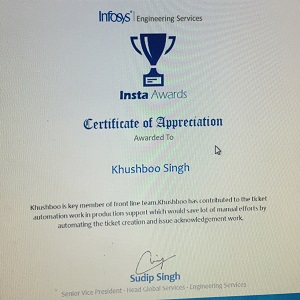 Infosys | Engineering Services
Insta Awards
Certificate of Appreciation
Awarded To
Khushboo Singh
Khushboo is key member of front line team,Khushboo has contributed to the ticket
automation work in production support which would save lot of manual efforts by
automating the ticket creation and issue acknowledgement work.
Sudip Singh
Senior Vice President - Head Global Services - Engineering Services